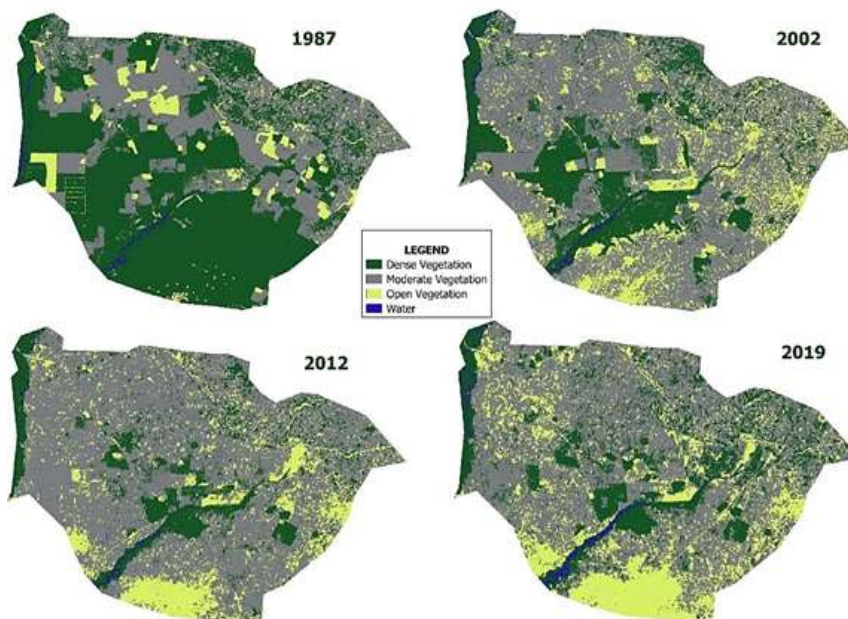 1987
2002
LEGEND
Dense Vegetation
Moderate Vegetation
Open Vegetation
Water
2012
2019